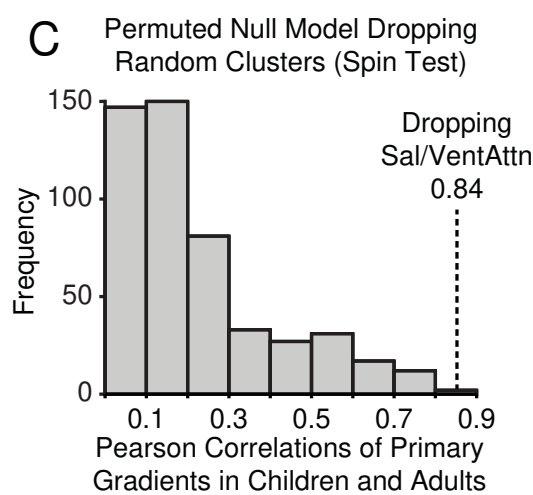 C
Permuted Null Model Dropping
Random Clusters (Spin Test)
Dropping
Sal/VentAttn
0.84
Frequency
150
100
50
0
0.1 0.3 0.5 0.7 0.9
Pearson Correlations of Primary
Gradients in Children and Adults